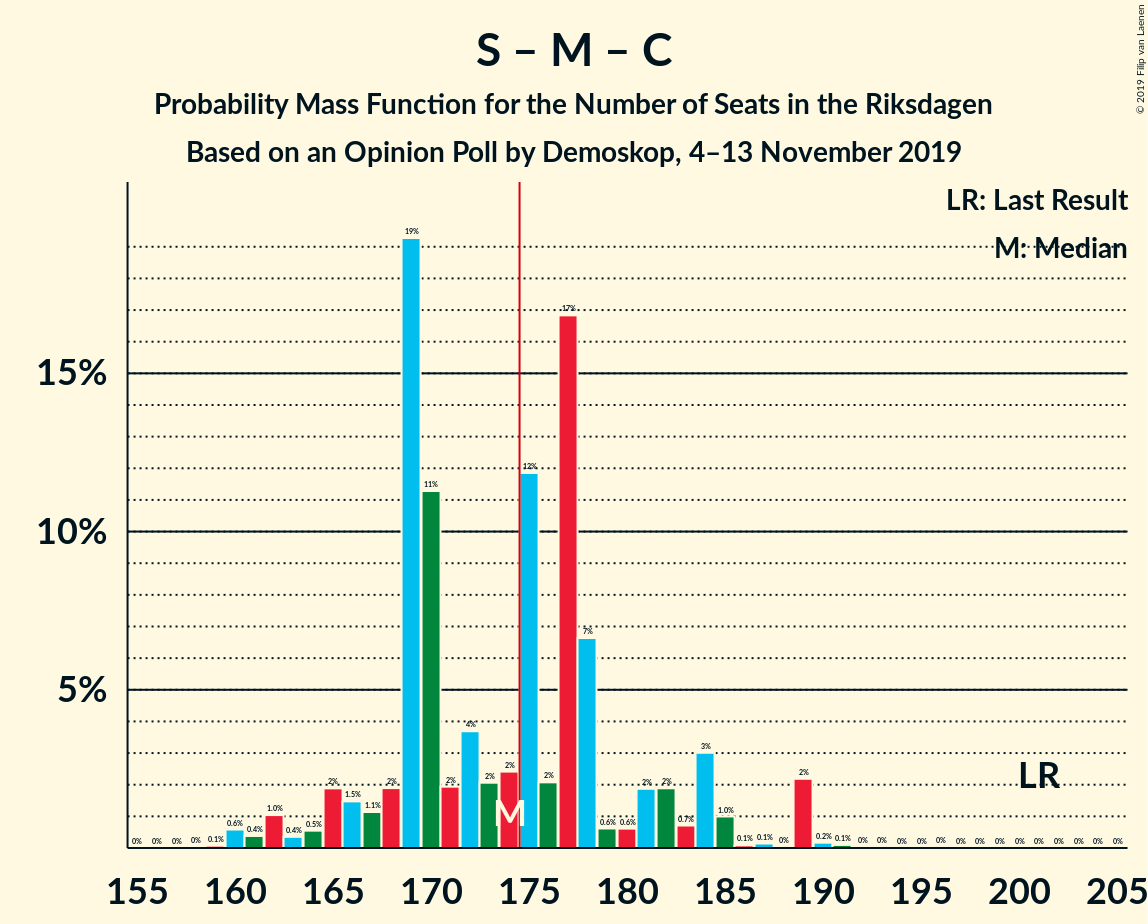 S – M – C
Probability Mass Function for the Number of Seats in the Riksdagen
Based on an Opinion Poll by Demoskop, 4–13 November 2019
© 2019 Filip van Laenen
LR: Last Result
M: Median
15%
10%
5%
0% 0% 0% 0% 0.1% 0.6% 0.4% 1.0% 0.4% 0.5% 2% 1.5% 1.1% 2% 19% 11% 2% 4% 2% 2% 12% 2% 17% 7% 0.6% 0.6% 2% 2% 0.7% 3% 1.0% 0.1% 0.1% 0% 2% 0.2% 0.1% 0% 0% 0% 0% 0% 0% 0% 0% 0% 0% 0% 0% 0% 0%
M
LR
155 160 165 170 175 180 185 190 195 200 205